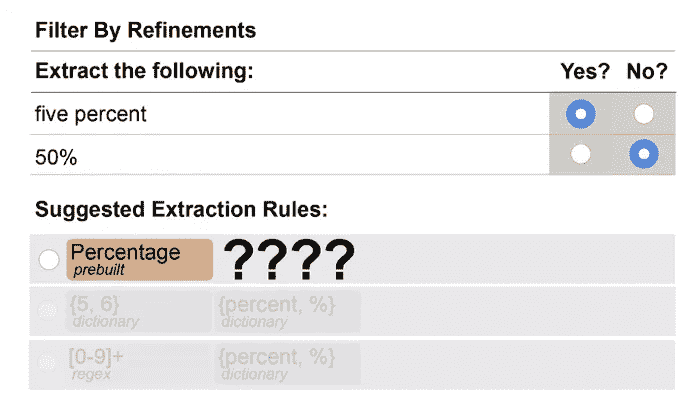 Filter By Refinements
Extract the following: Yes? No?
five percent
50%
Suggested Extraction Rules:
Percentage ????
prebuilt
{5, 6} {percent, %}
dictionary dictionary
[0-9]+ {percent, %}
regex dictionary